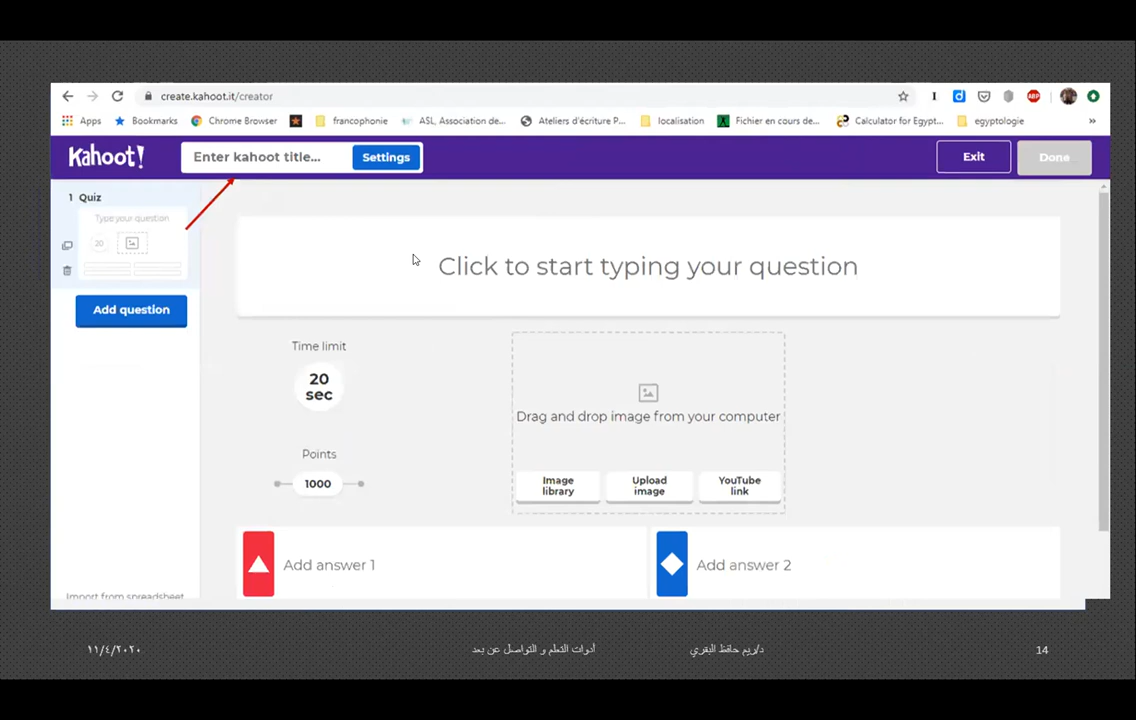 create.kahoot.it/creator
Apps Bookmarks Chrome Browser francophonie ASL, Association de... Ateliers d'écriture P... localisation Fichier en cours de... Calculator for Egypt... egyptologie »
Kahoot! Enter kahoot title... Settings Exit Done
1 Quiz
Type your question
20
Add question
Click to start typing your question
Time limit
20
sec
Points
1000
Drag and drop image from your computer
Image
library
Upload
image
YouTube
link
Add answer 1
Add answer 2
Import from spreadsheet
١١/٤/٢٠٢٠ أدوات التعلم و التواصل عن بعد د/ريم حافظ البقري 14